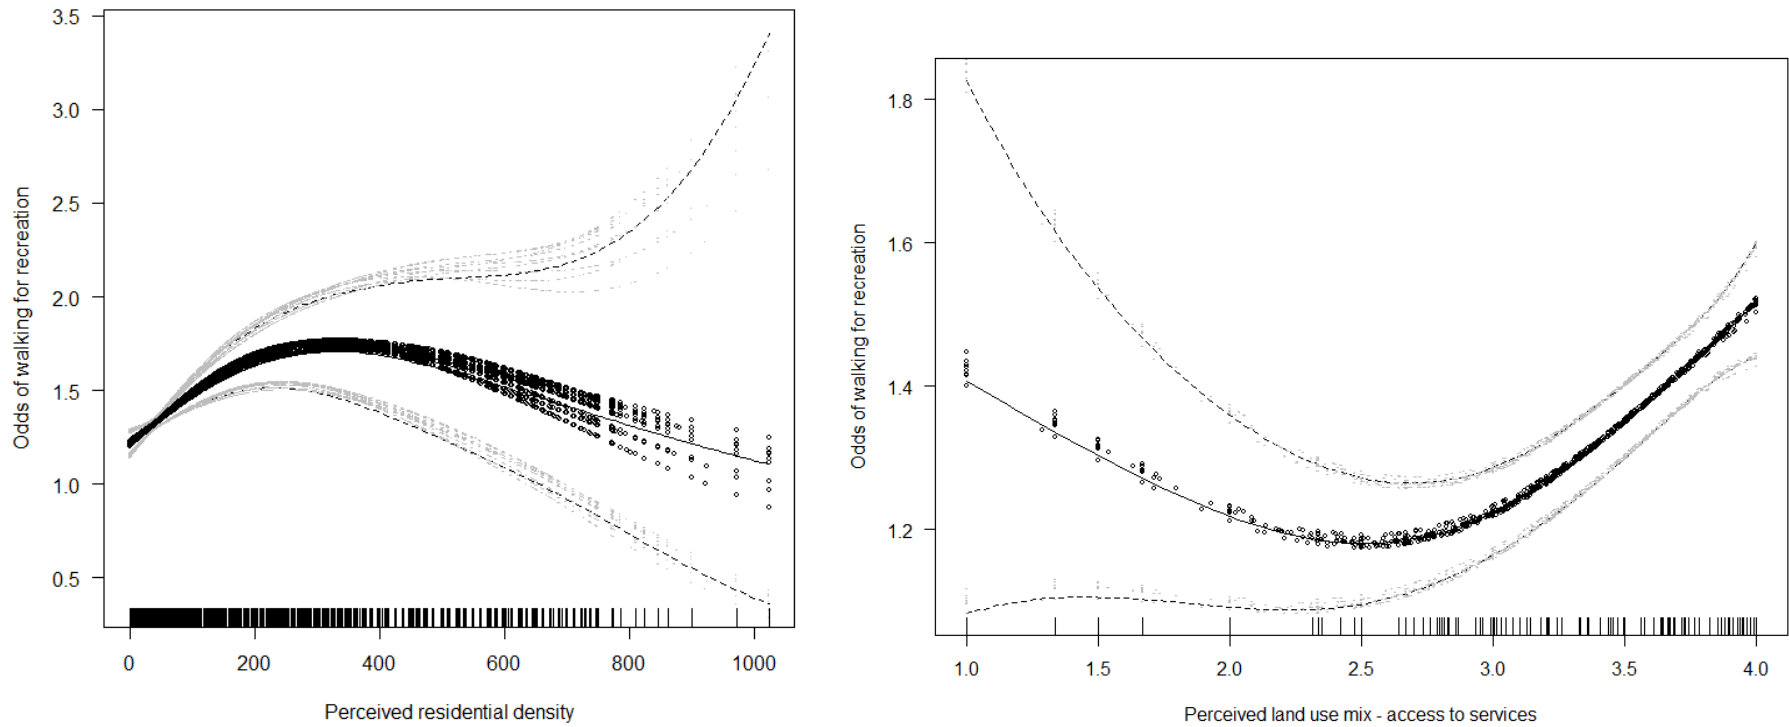 3.5
3.0
2.5
2.0
1.5
1.0
0.5
Odds of walking for recreation
0 200 400 600 800 1000
Perceived residential density
1.8
1.6
1.4
1.2
Odds of walking for recreation
1.0 1.5 2.0 2.5 3.0 3.5 4.0
Perceived land use mix - access to services